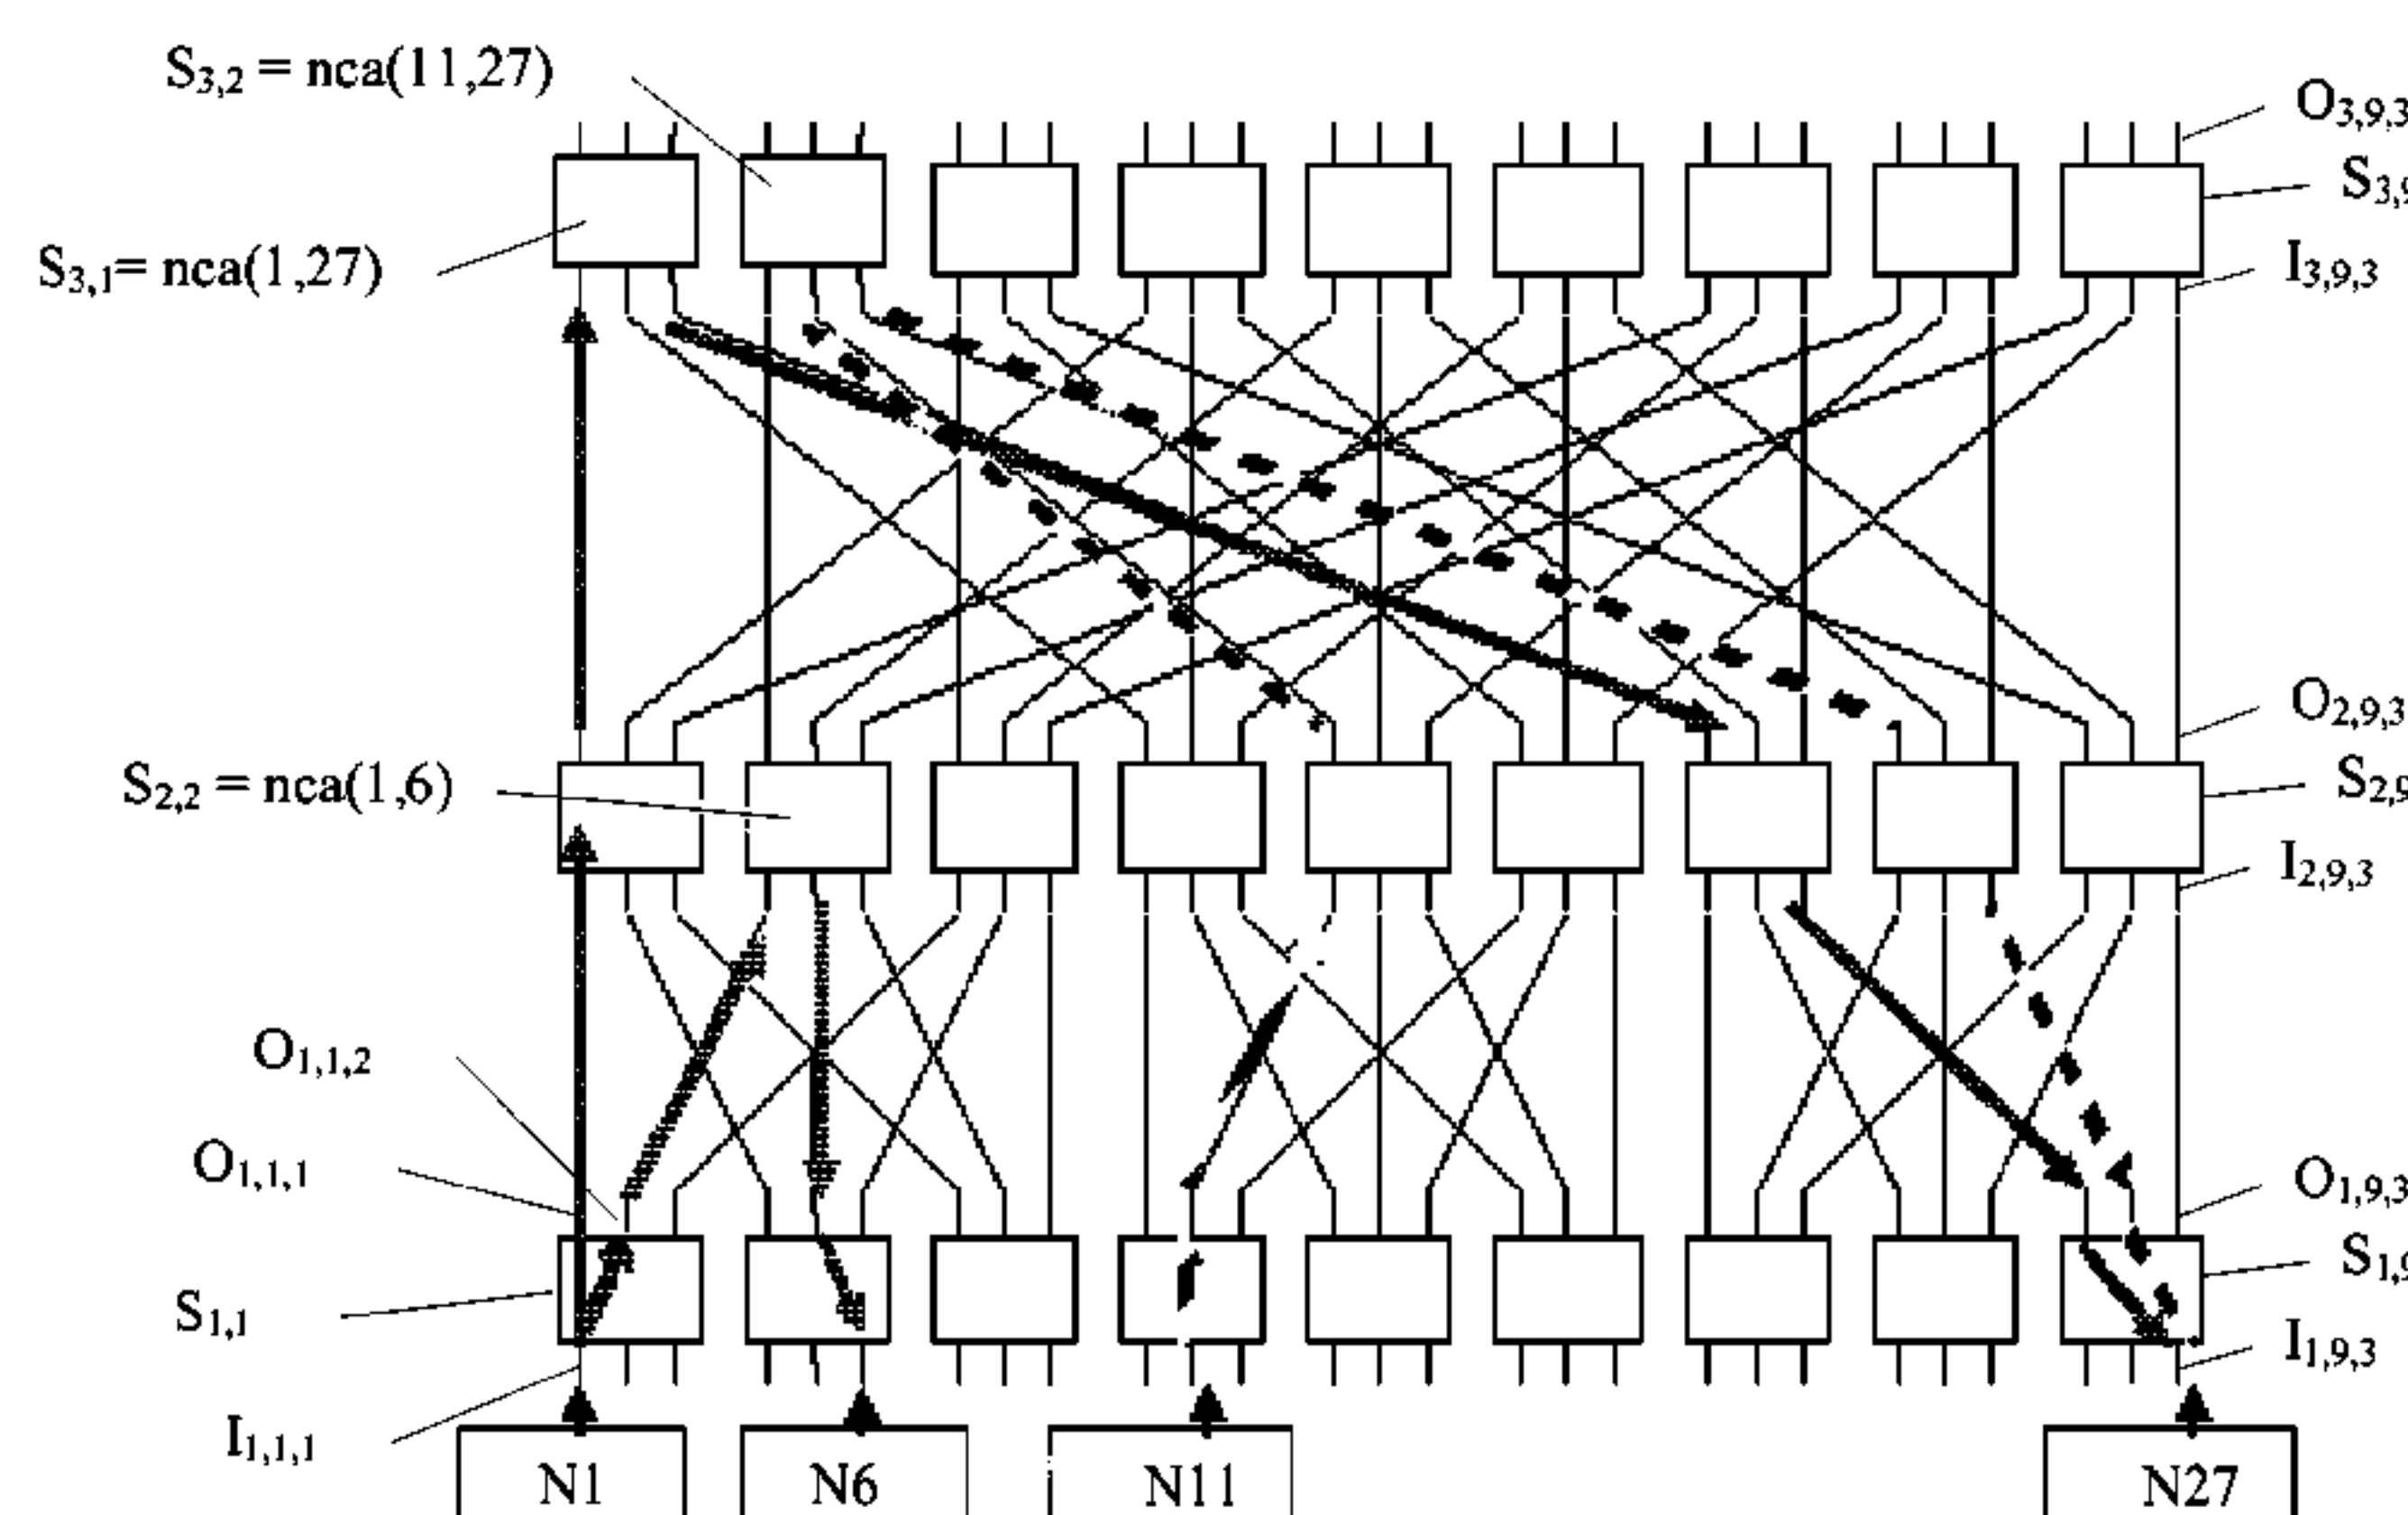 S3,2 = nca(11,27)
O3,9,3
S3,9
S3,1= nca(1,27)
I3,9,3
O2,9,3
S2,2 = nca(1,6)
S2,9
I2,9,3
O1,1,2
O1,1,1
O1,9,3
S1,1
S1,9
I1,9,3
I1,1,1
N1
N6
N11
N27